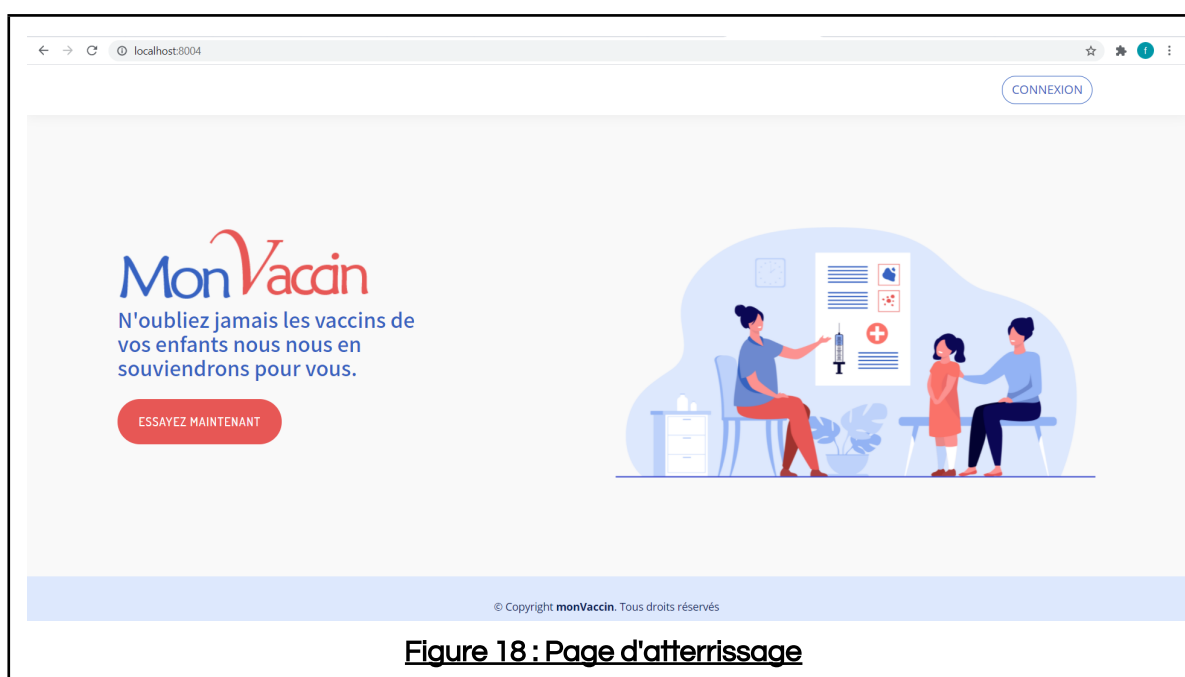 localhost:8004
f
CONNEXION
MonVaccin
N'oubliez jamais les vaccins de
vos enfants nous nous en
souviendrons pour vous.
ESSAYEZ MAINTENANT
© Copyright monVaccin. Tous droits réservés
Figure 18 : Page d'atterrissage